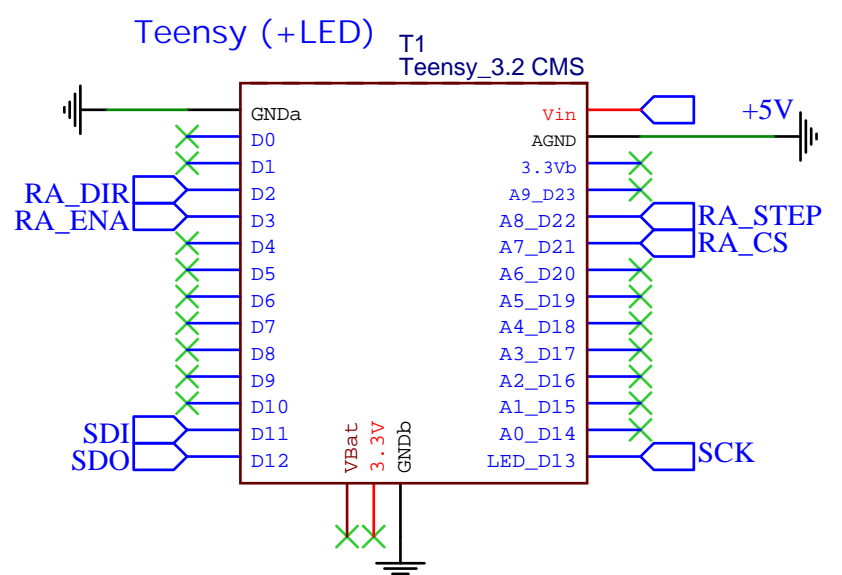 Teensy (+LED)
T1
Teensy_3.2 CMS
GNDa
Vin
+5V
D0
AGND
D1
3.3Vb
RA_DIR
D2
A9_D23
RA_ENA
D3
A8_D22
RA_STEP
D4
A7_D21
RA_CS
D5
A6_D20
D6
A5_D19
D7
A4_D18
D8
A3_D17
D9
A2_D16
D10
A1_D15
SDI
D11
A0_D14
SDO
D12
LED_D13
SCK
VBat
3.3V
GNDb